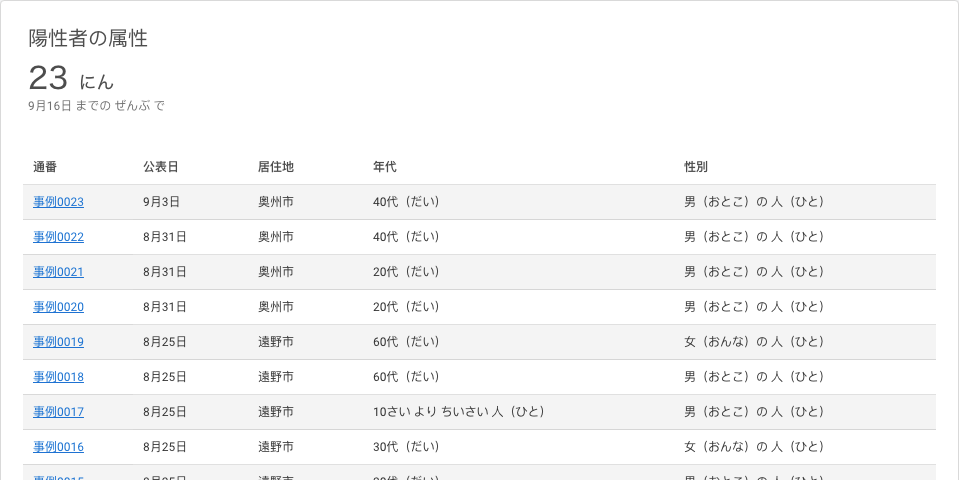 陽性者の属性
23 にん
9月16日 までの ぜんぶ で
通番 公表日 居住地 年代 性別
事例0023 9月3日 奥州市 40代（だい） 男（おとこ）の 人（ひと）
事例0022 8月31日 奥州市 40代（だい） 男（おとこ）の 人（ひと）
事例0021 8月31日 奥州市 20代（だい） 男（おとこ）の 人（ひと）
事例0020 8月31日 奥州市 20代（だい） 男（おとこ）の 人（ひと）
事例0019 8月25日 遠野市 60代（だい） 女（おんな）の 人（ひと）
事例0018 8月25日 遠野市 60代（だい） 男（おとこ）の 人（ひと）
事例0017 8月25日 遠野市 10さい より ちいさい 人（ひと） 男（おとこ）の 人（ひと）
事例0016 8月25日 遠野市 30代（だい） 女（おんな）の 人（ひと）